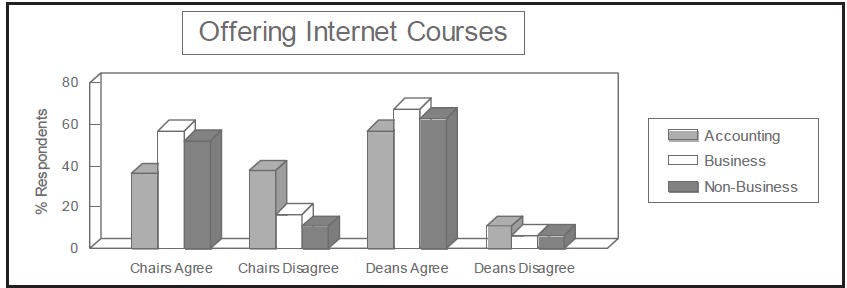 Offering Internet Courses
% Respondents
80
60
40
20
0
Chairs Agree Chairs Disagree Deans Agree Deans Disagree
Accounting
Business
Non-Business